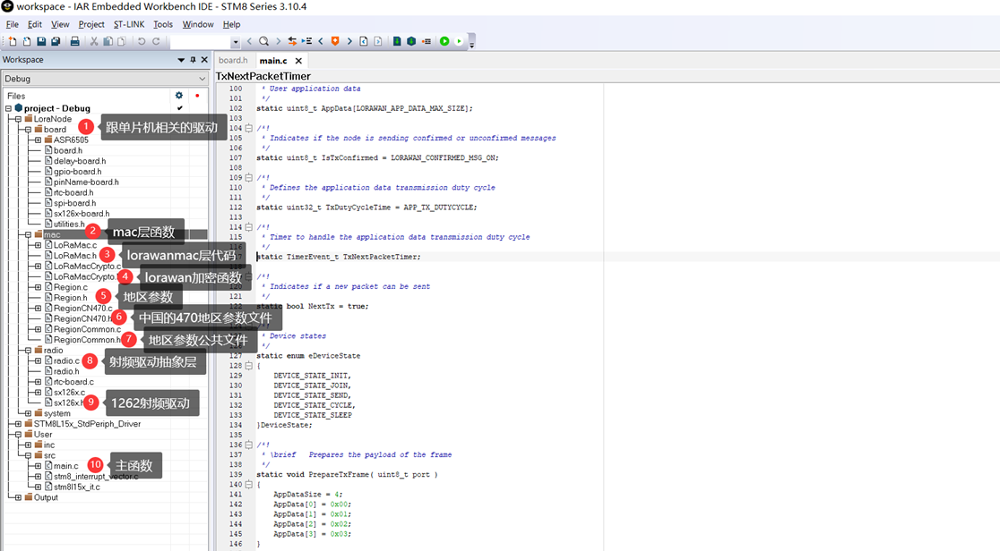 workspace - IAR Embedded Workbench IDE - STM8 Series 3.10.4
File Edit View Project ST-LINK Tools Window Help
Workspace
Debug
Files
project - Debug
LoraNode
board
1 跟单片机相关的驱动
ASR6505
board.h
delay-board.h
gpio-board.h
pinName-board.h
rtc-board.h
spi-board.h
sx126x-board.h
utilities.h
mac
2 mac层函数
LoRaMac.c
LoRaMac.h
3 lorawanmac层代码
LoRaMacCrypto.c
LoRaMacCrypto.
4 lorawan加密函数
Region.c
Region.h
5 地区参数
RegionCN470.c
RegionCN470.h
6 中国的470地区参数文件
RegionCommon.c
RegionCommon.h
7 地区参数公共文件
radio
radio.c
8 射频驱动抽象层
radio.h
rtc-board.c
sx126x.c
sx126x.h
9 1262射频驱动
system
STM8L15x_StdPeriph_Driver
User
inc
src
main.c
10 主函数
stm8_interrupt_vector.c
stm8l15x_it.c
Output
board.h main.c
TxNextPacketTimer
100 * User application data
101 */
102 static uint8_t AppData[LORAWAN_APP_DATA_MAX_SIZE];
103
104 /*!
105 * Indicates if the node is sending confirmed or unconfirmed messages
106 */
107 static uint8_t IsTxConfirmed = LORAWAN_CONFIRMED_MSG_ON;
108
109 /*!
110 * Defines the application data transmission duty cycle
111 */
112 static uint32_t TxDutyCycleTime = APP_TX_DUTYCYCLE;
113
114 /*!
115 * Timer to handle the application data transmission duty cycle
*/
static TimerEvent_t TxNextPacketTimer;
/*!
* Indicates if a new packet can be sent
121 */
static bool NextTx = true;
/*!
* Device states
*/
127 static enum eDeviceState
128 {
129 DEVICE_STATE_INIT,
130 DEVICE_STATE_JOIN,
131 DEVICE_STATE_SEND,
132 DEVICE_STATE_CYCLE,
133 DEVICE_STATE_SLEEP
134 }DeviceState;
135
136 /*!
137 * \brief Prepares the payload of the frame
138 */
139 static void PrepareTxFrame( uint8_t port )
140 {
141 AppDataSize = 4;
142 AppData[0] = 0x00;
143 AppData[1] = 0x01;
144 AppData[2] = 0x02;
145 AppData[3] = 0x03;
146 }